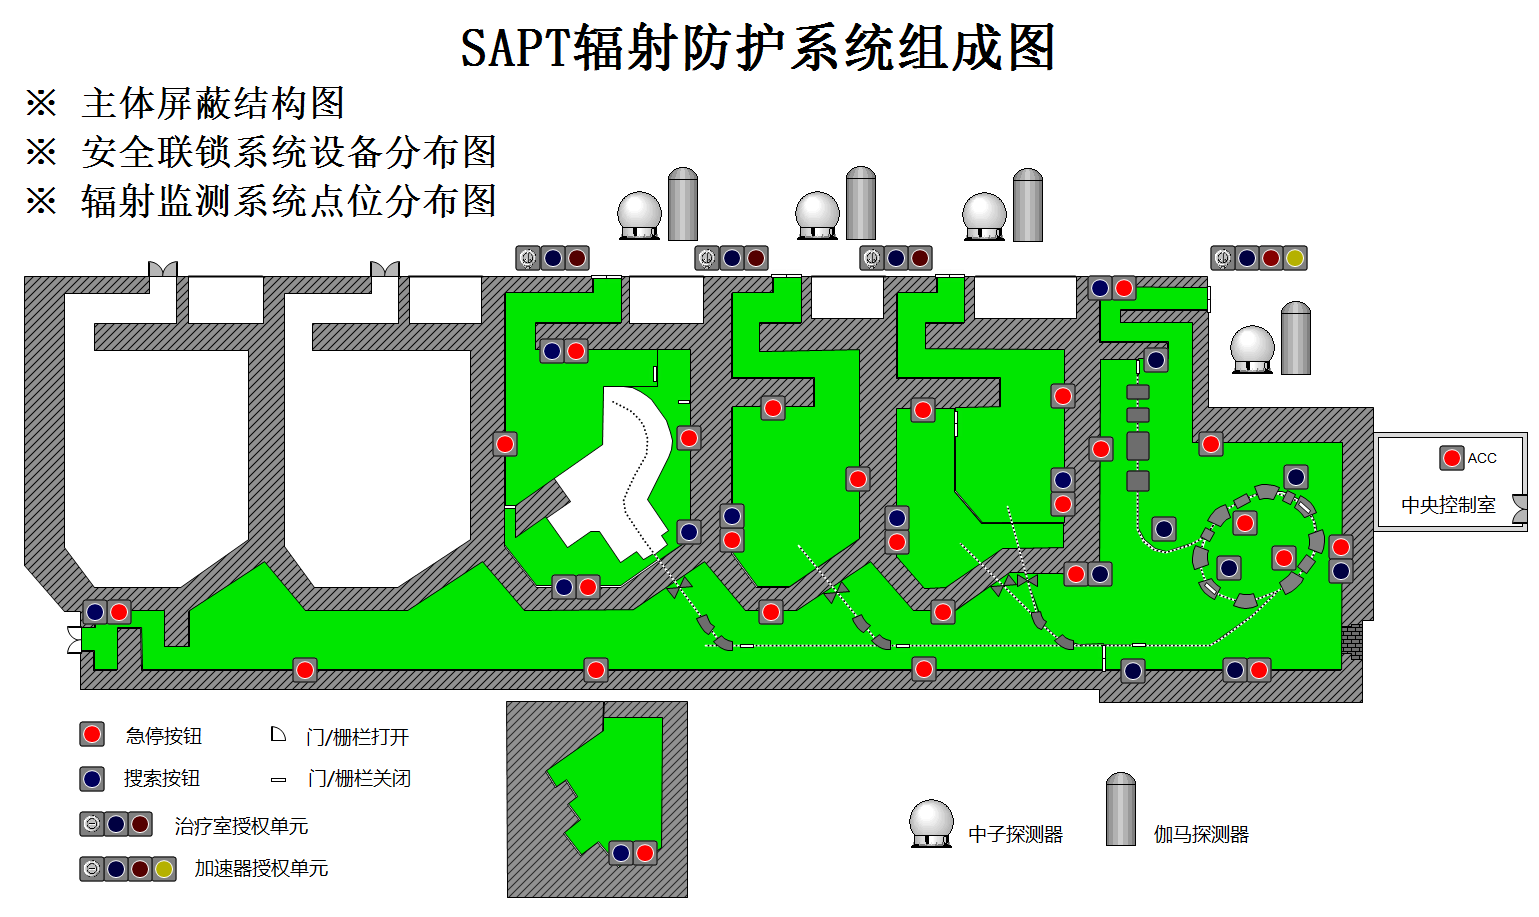 SAPT辐射防护系统组成图
※ 主体屏蔽结构图
※ 安全联锁系统设备分布图
※ 辐射监测系统点位分布图
ACC
中央控制室
急停按钮
门/栅栏打开
搜索按钮
门/栅栏关闭
治疗室授权单元
中子探测器
伽马探测器
加速器授权单元